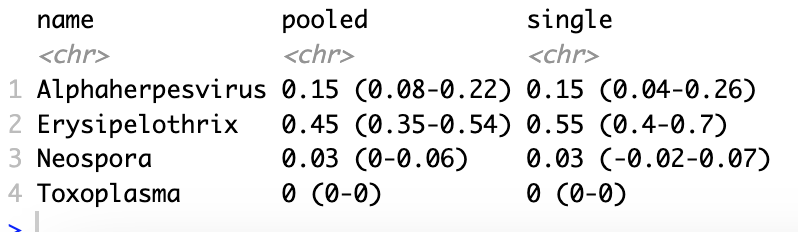 name pooled single
<chr> <chr> <chr>
1 Alphaherpesvirus 0.15 (0.08-0.22) 0.15 (0.04-0.26)
2 Erysipelothrix 0.45 (0.35-0.54) 0.55 (0.4-0.7)
3 Neospora 0.03 (0-0.06) 0.03 (-0.02-0.07)
4 Toxoplasma 0 (0-0) 0 (0-0)
>